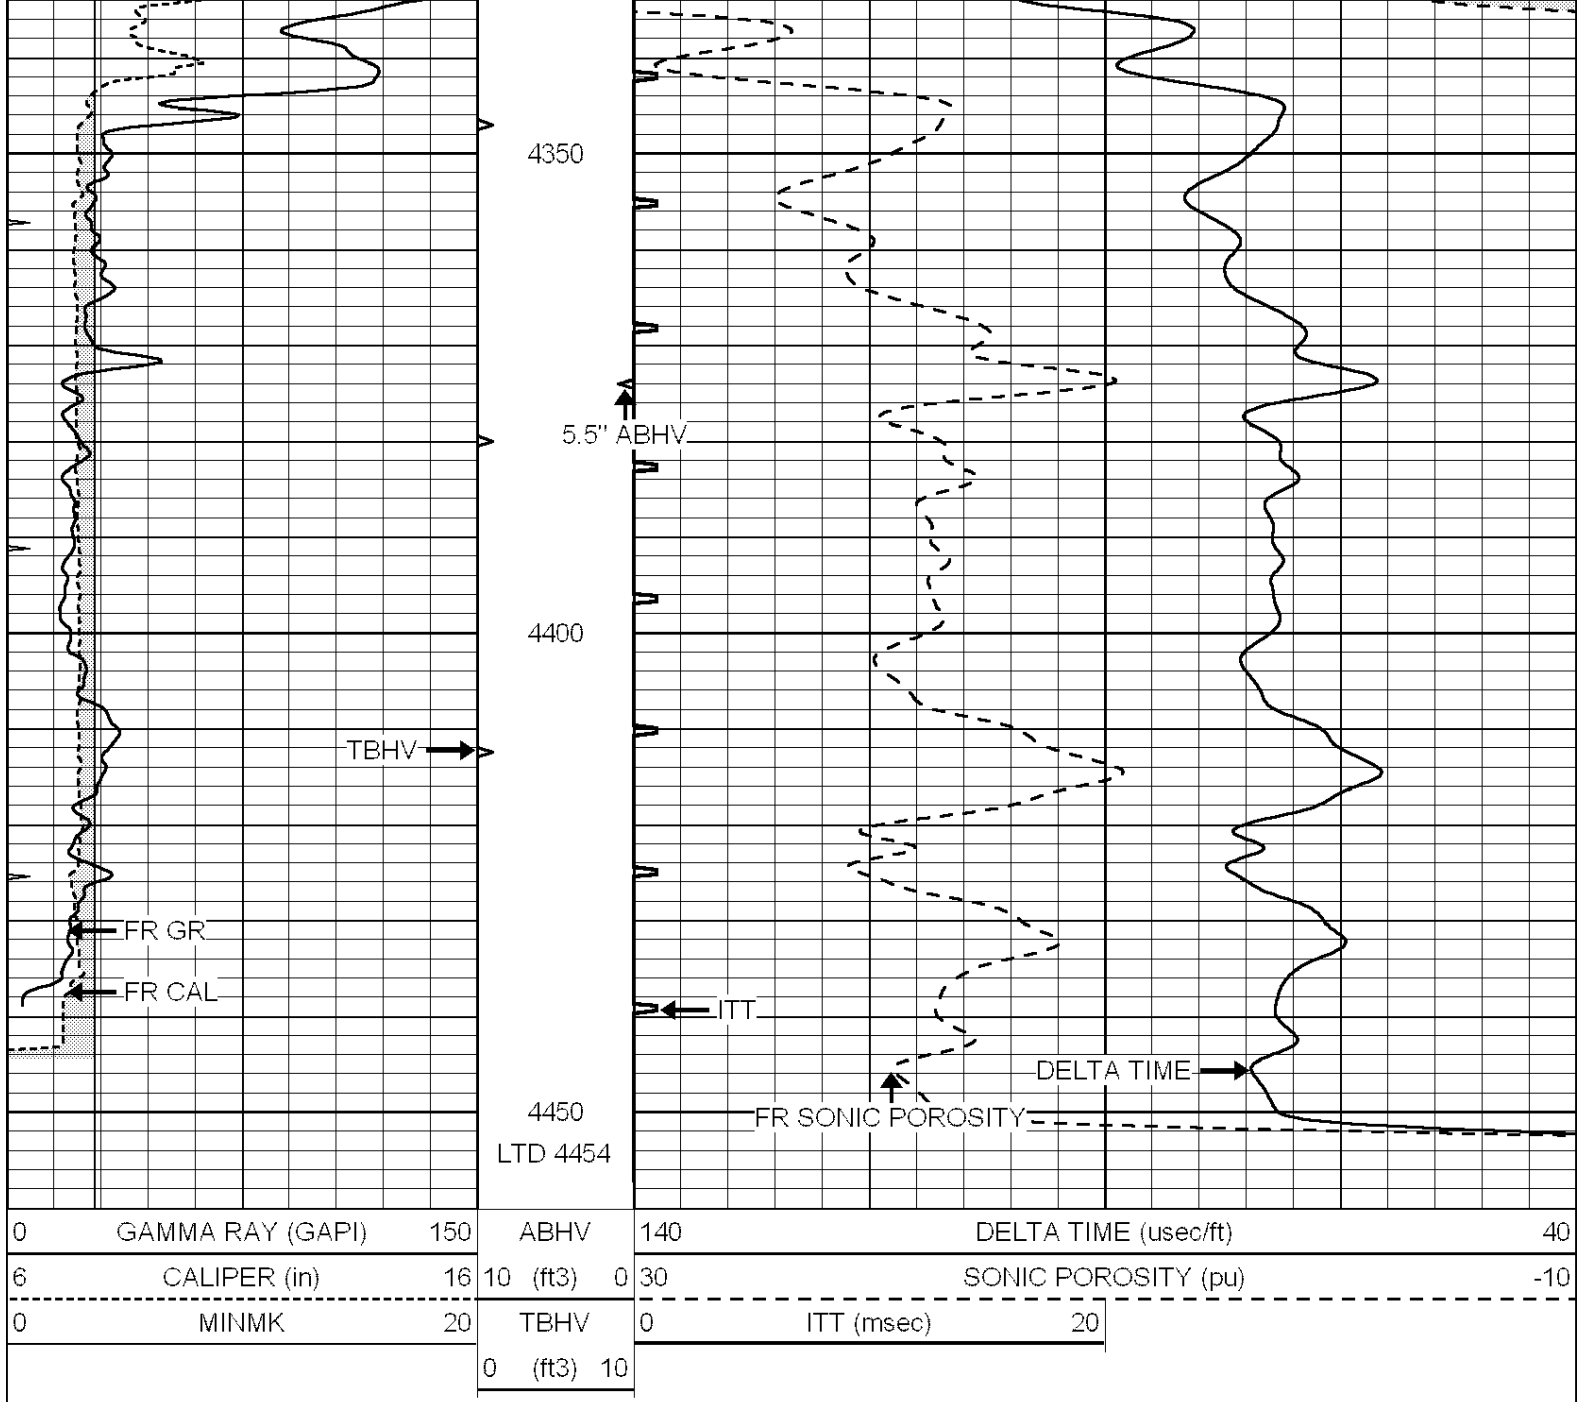 4350
5.5" ABHV
4400
TBHV
FR GR
FR CAL
ITT
DELTA TIME
4450
FR SONIC POROSITY
LTD 4454
0 GAMMA RAY (GAPI) 150 ABHV 140 DELTA TIME (usec/ft) 40
6 CALIPER (in) 16 10 (ft3) 0 30 SONIC POROSITY (pu) -10
0 MINMK 20 TBHV 0 ITT (msec) 20
0 (ft3) 10